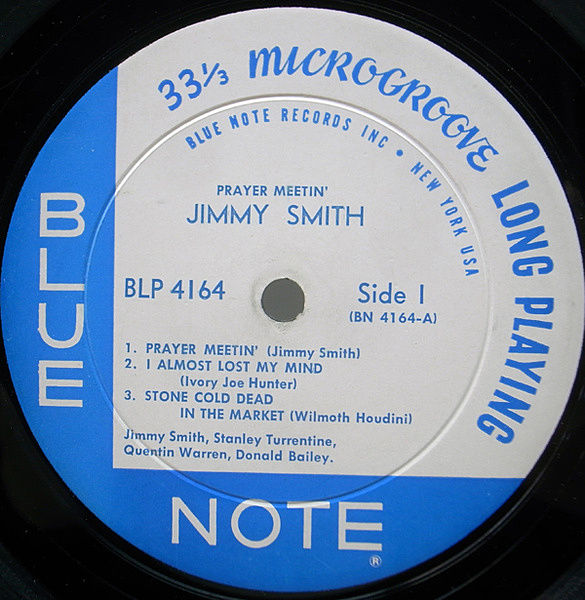 33⅓ MICROGROOVE LONG PLAYING
BLUE NOTE RECORDS INC • NEW YORK USA
PRAYER MEETIN'
JIMMY SMITH
BLP 4164
Side 1
(BN 4164-A)
1. PRAYER MEETIN' (Jimmy Smith)
2. I ALMOST LOST MY MIND
(Ivory Joe Hunter)
3. STONE COLD DEAD
IN THE MARKET (Wilmoth Houdini)
Jimmy Smith, Stanley Turrentine,
Quentin Warren, Donald Bailey.
BLUE
NOTE®